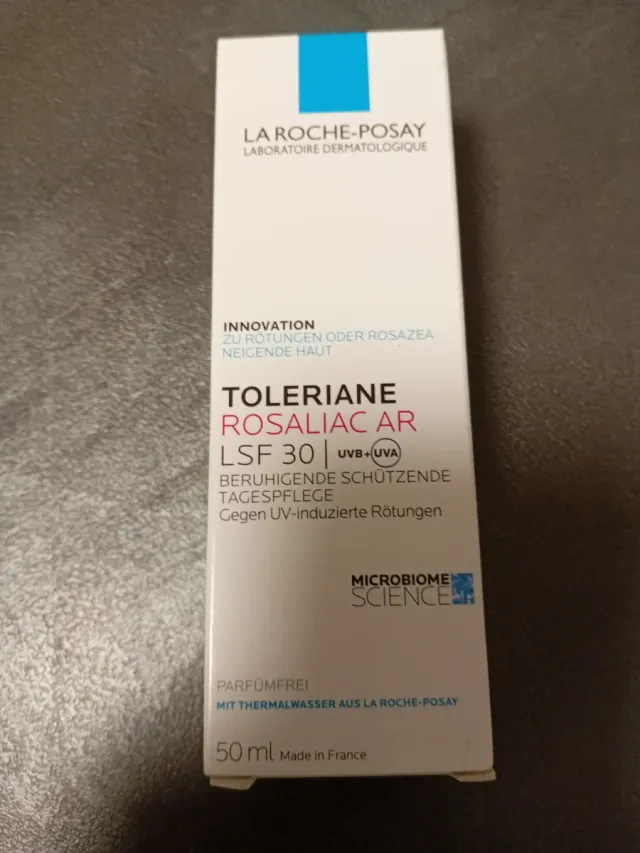 LA ROCHE-POSAY
LABORATOIRE DERMATOLOGIQUE
INNOVATION
ZU RÖTUNGEN ODER ROSAZEA
NEIGENDE HAUT
TOLERIANE
ROSALIAC AR
LSF 30 | UVB+UVA
BERUHIGENDE SCHÜTZENDE
TAGESPFLEGE
Gegen UV-induzierte Rötungen
MICROBIOME
SCIENCE
PARFÜMFREI
MIT THERMALWASSER AUS LA ROCHE-POSAY
50 ml Made in France